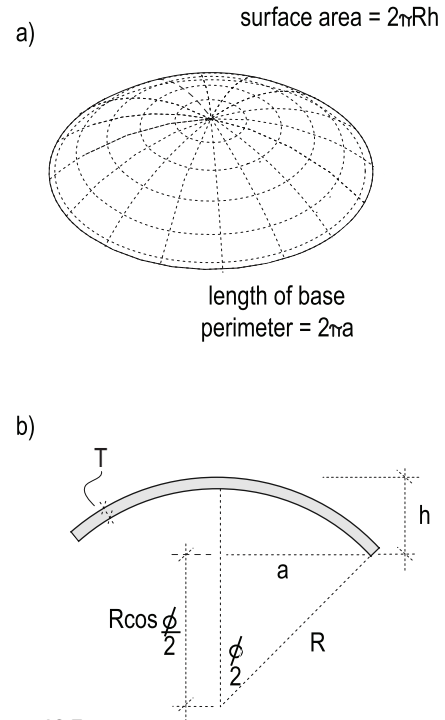 surface area = 2πRh
a)
length of base
perimeter = 2πa
b)
T
h
a
Rcos ϕ/2
ϕ/2
R